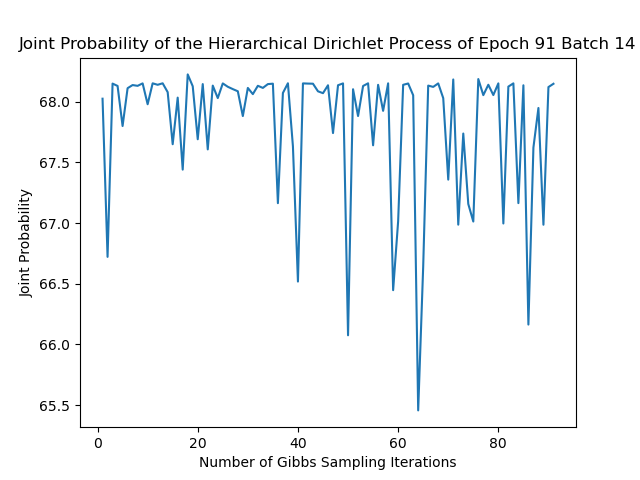 Joint Probability of the Hierarchical Dirichlet Process of Epoch 91 Batch 14
68.0
67.5
67.0
66.5
66.0
65.5
Joint Probability
0 20 40 60 80
Number of Gibbs Sampling Iterations